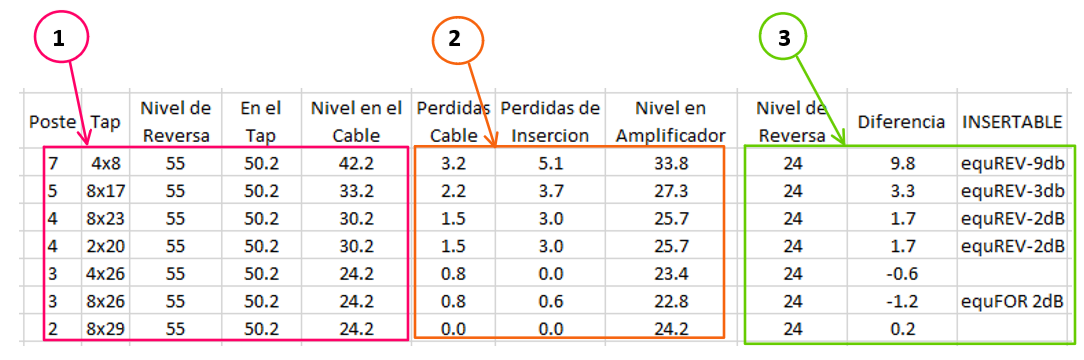 1 2 3
Poste Tap Nivel de Reversa En el Tap Nivel en el Cable Perdidas Cable Perdidas de Insercion Nivel en Amplificador Nivel de Reversa Diferencia INSERTABLE
7 4x8 55 50.2 42.2 3.2 5.1 33.8 24 9.8 equREV-9db
5 8x17 55 50.2 33.2 2.2 3.7 27.3 24 3.3 equREV-3db
4 8x23 55 50.2 30.2 1.5 3.0 25.7 24 1.7 equREV-2dB
4 2x20 55 50.2 30.2 1.5 3.0 25.7 24 1.7 equREV-2dB
3 4x26 55 50.2 24.2 0.8 0.0 23.4 24 -0.6
3 8x26 55 50.2 24.2 0.8 0.6 22.8 24 -1.2 equFOR 2dB
2 8x29 55 50.2 24.2 0.0 0.0 24.2 24 0.2